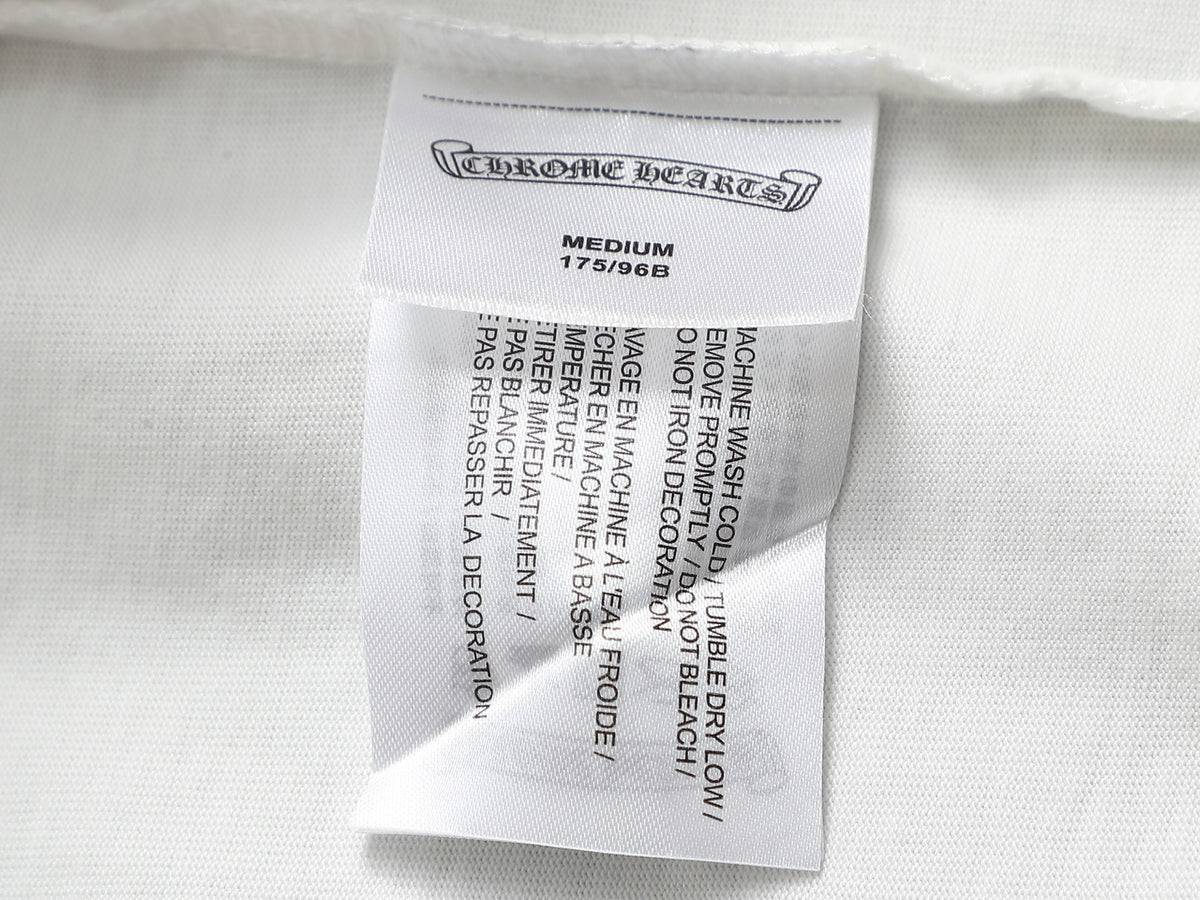 CHROME HEARTS
MEDIUM
175/96B
MACHINE WASH COLD / TUMBLE DRY LOW /
EMOVE PROMPTLY / DO NOT BLEACH /
O NOT IRON DECORATION
AVAGE EN MACHINE À L'EAU FROIDE /
ECHER EN MACHINE A BASSE
EMPERATURE /
ETIRER IMMEDIATEMENT /
E PAS BLANCHIR /
E PAS REPASSER LA DECORATION